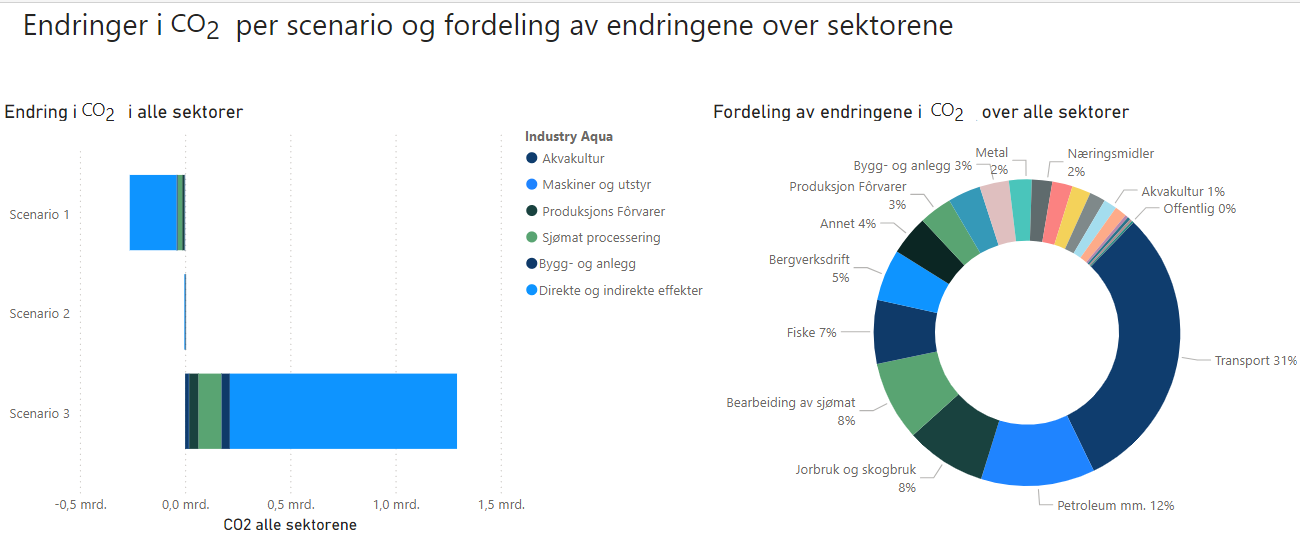 Endringer i CO2 per scenario og fordeling av endringene over sektorene
Endring i CO2 i alle sektorer
Scenario 1
Scenario 2
Scenario 3
-0,5 mrd. 0,0 mrd. 0,5 mrd. 1,0 mrd. 1,5 mrd.
CO2 alle sektorene
Industry Aqua
Akvakultur
Maskiner og utstyr
Produksjons Fôrvarer
Sjømat processering
Bygg- og anlegg
Direkte og indirekte effekter
Fordeling av endringene i CO2 over alle sektorer
Metal
2%
Næringsmidler
2%
Akvakultur 1%
Offentlig 0%
Transport 31%
Petroleum mm. 12%
Jorbruk og skogbruk
8%
Bearbeiding av sjømat
8%
Fiske 7%
Bergverksdrift
5%
Annet 4%
Produksjon Fôrvarer
3%
Bygg- og anlegg 3%